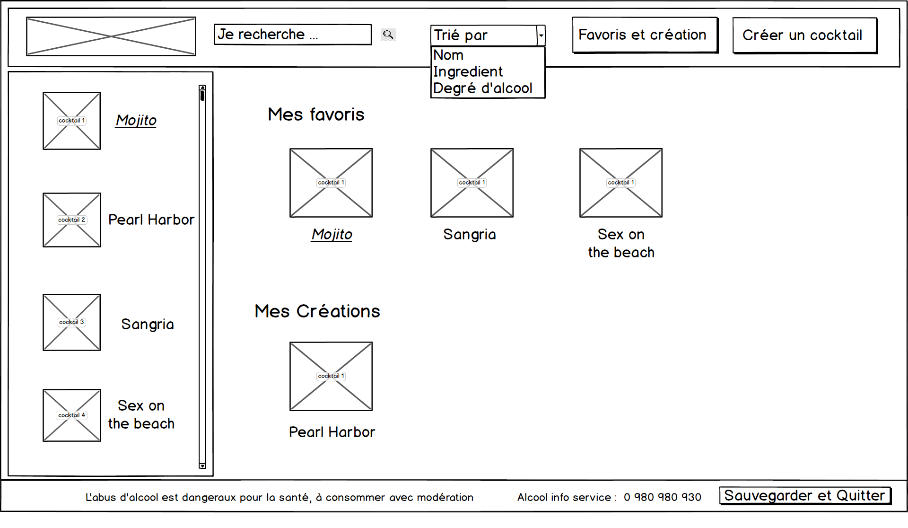 Je recherche ...
Trié par
Favoris et création
Créer un cocktail
Nom
Ingredient
Degré d'alcool
cocktail 1
Mojito
cocktail 2
Pearl Harbor
cocktail 3
Sangria
cocktail 4
Sex on
the beach
Mes favoris
cocktail 1
cocktail 1
cocktail 1
Mojito
Sangria
Sex on
the beach
Mes Créations
cocktail 1
Pearl Harbor
L'abus d'alcool est dangeraux pour la santé, à consommer avec modération
Alcool info service : 0 980 980 930
Sauvegarder et Quitter